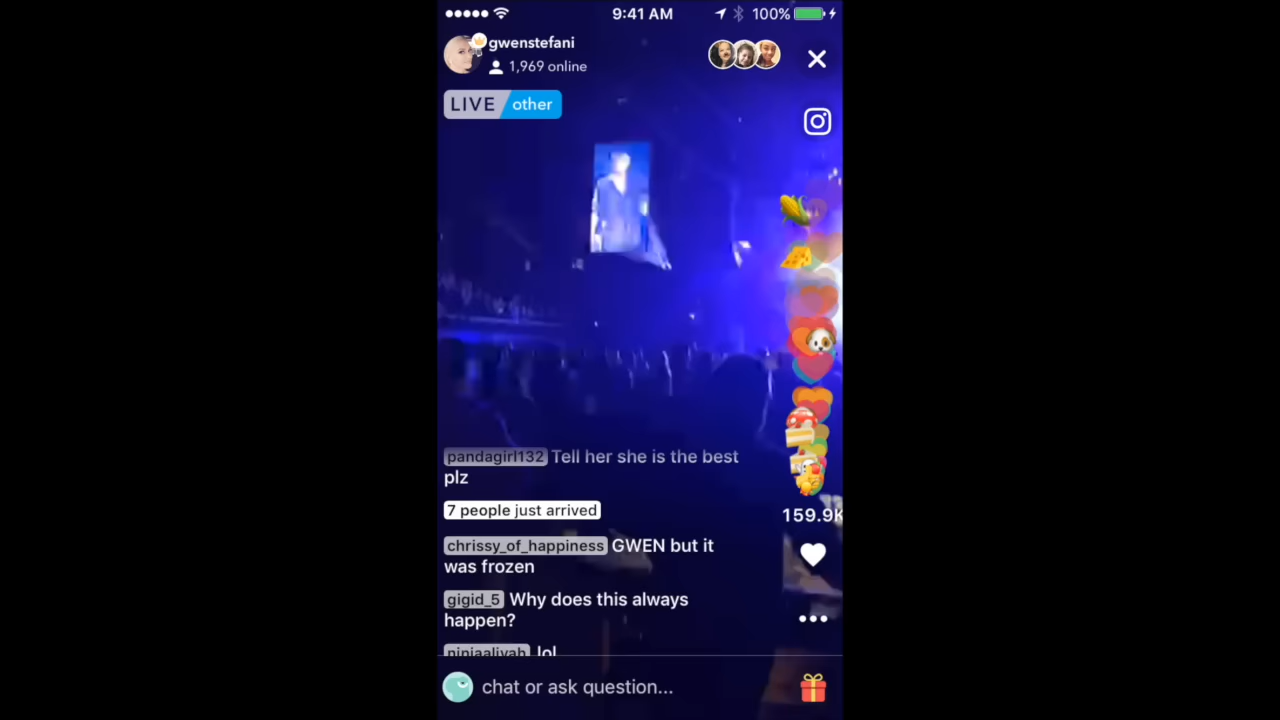 9:41 AM 100%
gwenstefani
1,969 online
LIVE other
pandagirl132 Tell her she is the best
plz
7 people just arrived
159.9K
chrissy_of_happiness GWEN but it
was frozen
gigid_5 Why does this always
happen?
ninjaaliyah lol
chat or ask question...